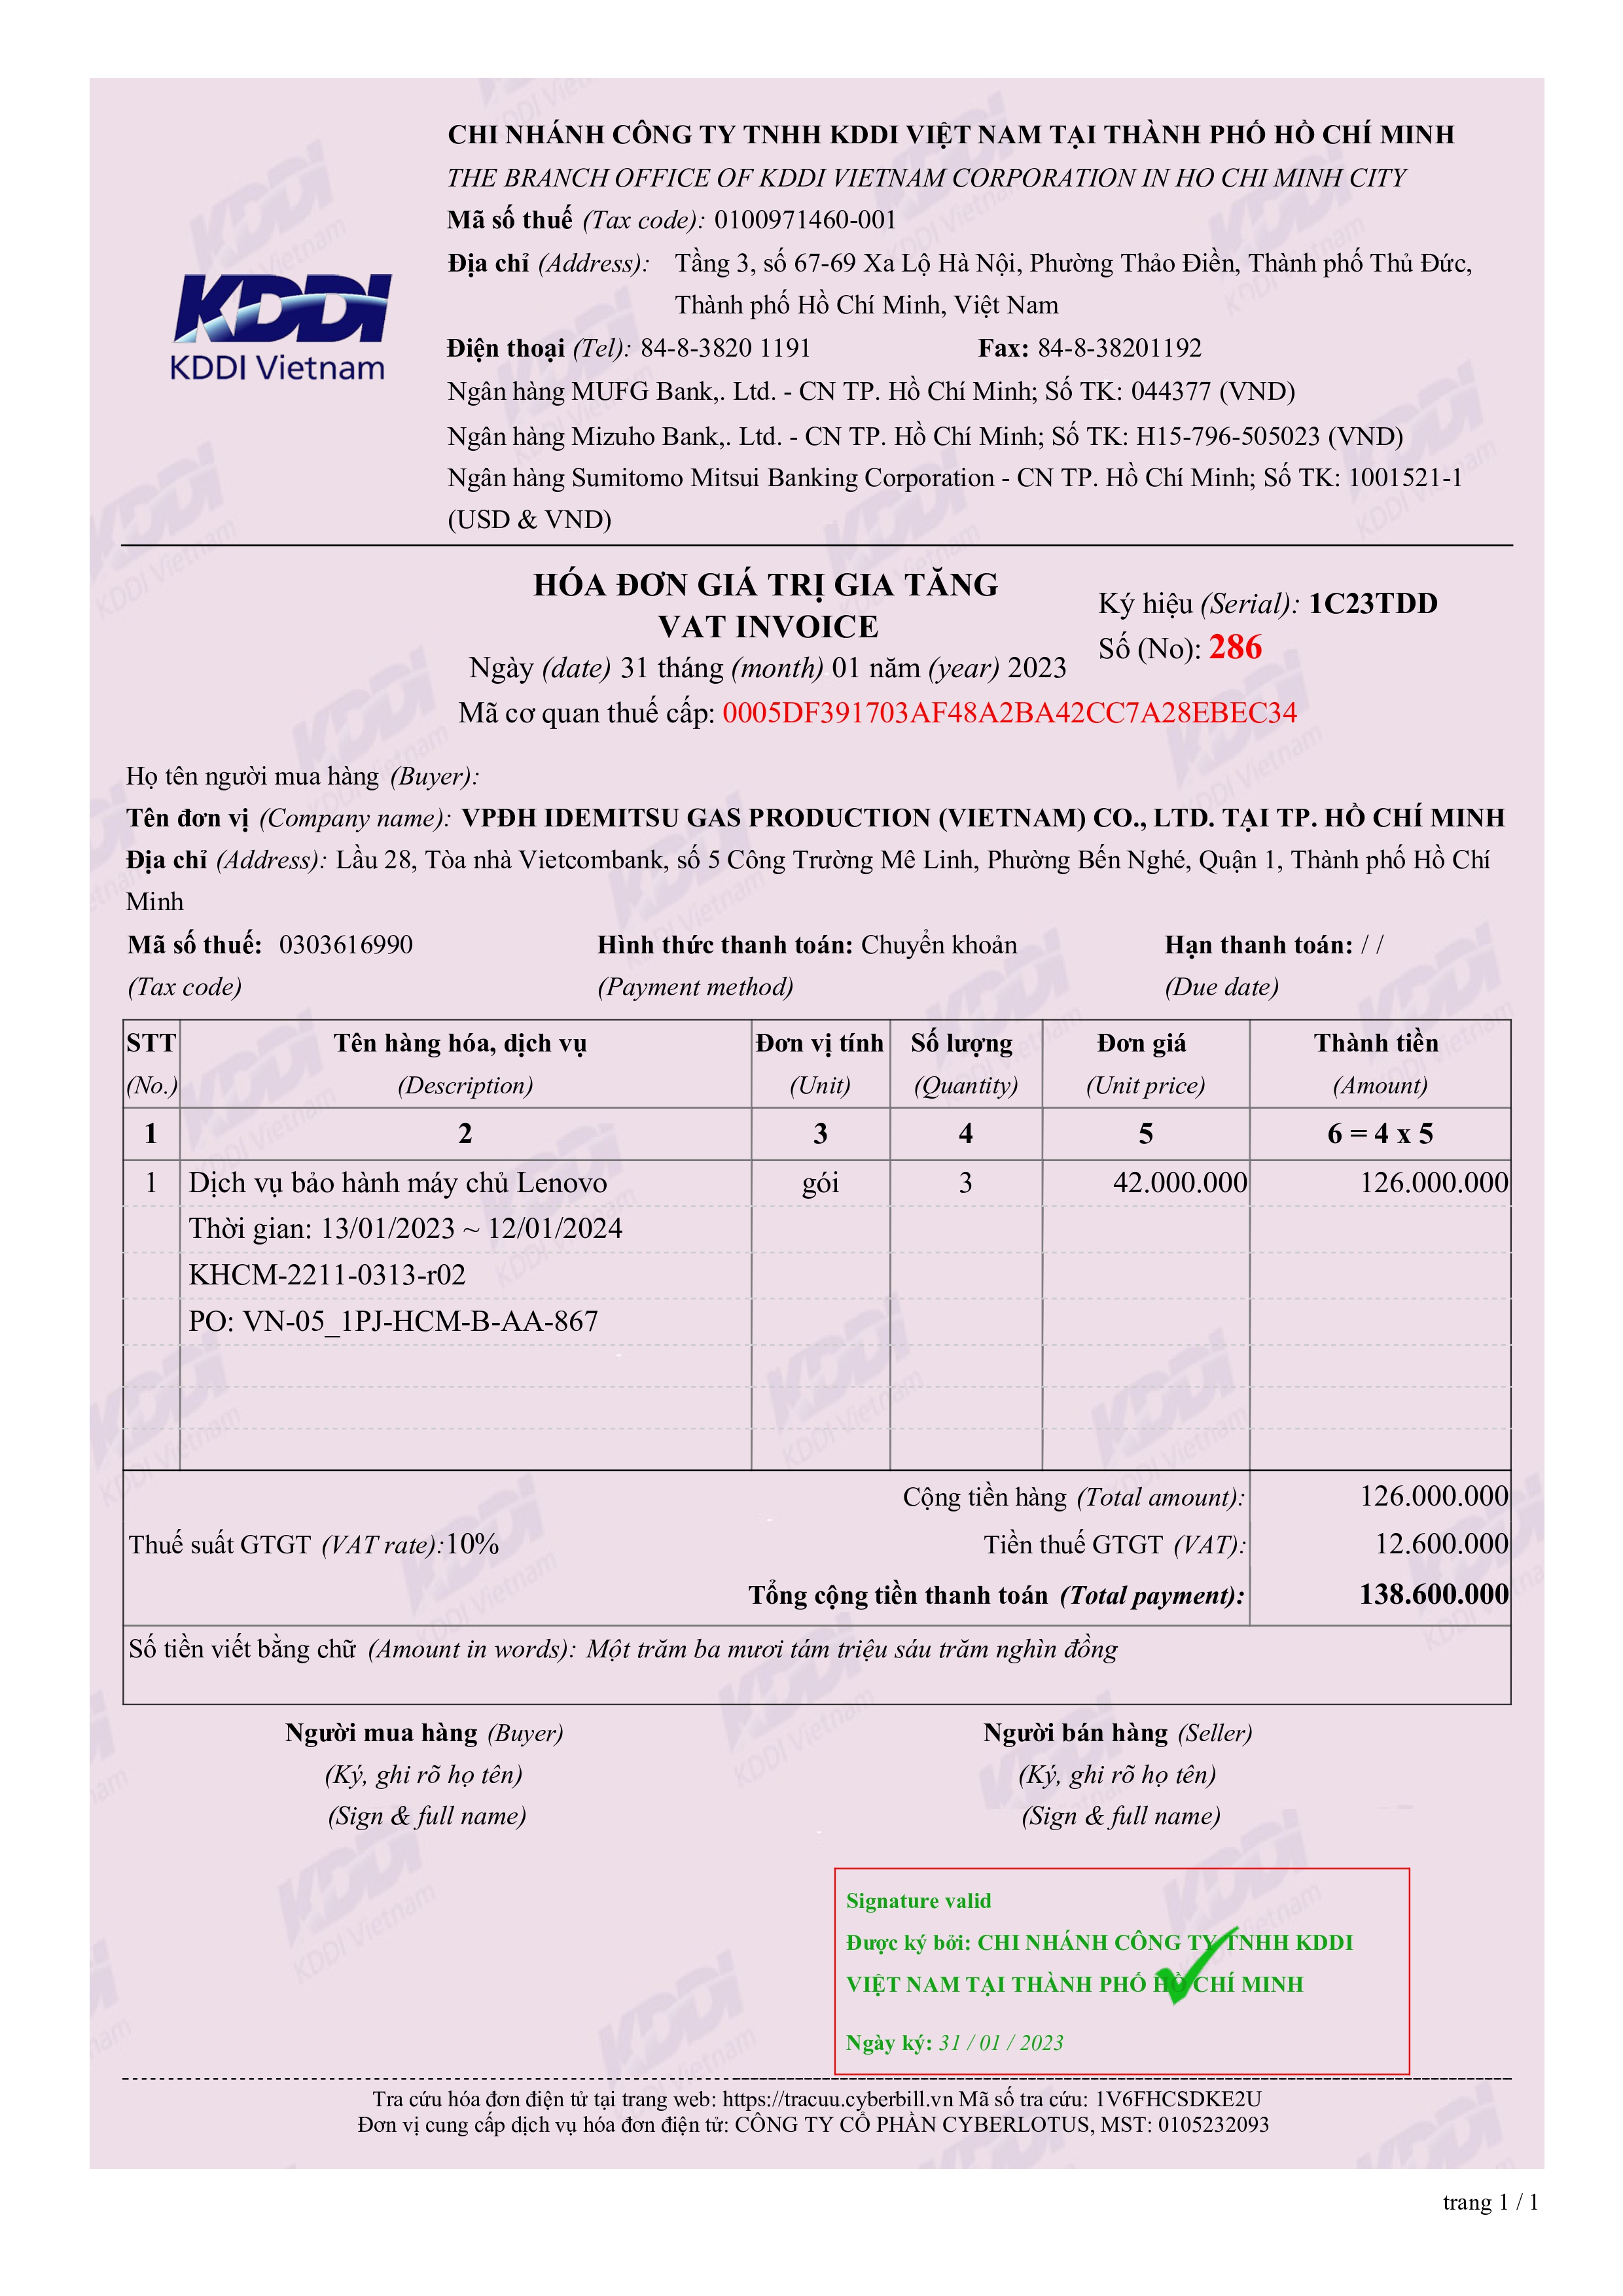 CHI NHÁNH CÔNG TY TNHH KDDI VIỆT NAM TẠI THÀNH PHỐ HỒ CHÍ MINH
THE BRANCH OFFICE OF KDDI VIETNAM CORPORATION IN HO CHI MINH CITY
Mã số thuế (Tax code): 0100971460-001
Địa chỉ (Address): Tầng 3, số 67-69 Xa Lộ Hà Nội, Phường Thảo Điền, Thành phố Thủ Đức,
Thành phố Hồ Chí Minh, Việt Nam
KDDI
KDDI Vietnam
Điện thoại (Tel): 84-8-3820 1191 Fax: 84-8-38201192
Ngân hàng MUFG Bank,. Ltd. - CN TP. Hồ Chí Minh; Số TK: 044377 (VND)
Ngân hàng Mizuho Bank,. Ltd. - CN TP. Hồ Chí Minh; Số TK: H15-796-505023 (VND)
Ngân hàng Sumitomo Mitsui Banking Corporation - CN TP. Hồ Chí Minh; Số TK: 1001521-1
(USD & VND)
HÓA ĐƠN GIÁ TRỊ GIA TĂNG
VAT INVOICE
Ký hiệu (Serial): 1C23TDD
Số (No): 286
Ngày (date) 31 tháng (month) 01 năm (year) 2023
Mã cơ quan thuế cấp: 0005DF391703AF48A2BA42CC7A28EBEC34
Họ tên người mua hàng (Buyer):
Tên đơn vị (Company name): VPĐH IDEMITSU GAS PRODUCTION (VIETNAM) CO., LTD. TẠI TP. HỒ CHÍ MINH
Địa chỉ (Address): Lầu 28, Tòa nhà Vietcombank, số 5 Công Trường Mê Linh, Phường Bến Nghé, Quận 1, Thành phố Hồ Chí
Minh
Mã số thuế: 0303616990 Hình thức thanh toán: Chuyển khoản Hạn thanh toán: / /
(Tax code) (Payment method) (Due date)
STT Tên hàng hóa, dịch vụ Đơn vị tính Số lượng Đơn giá Thành tiền
(No.) (Description) (Unit) (Quantity) (Unit price) (Amount)
1 2 3 4 5 6 = 4 x 5
1 Dịch vụ bảo hành máy chủ Lenovo gói 3 42.000.000 126.000.000
Thời gian: 13/01/2023 ~ 12/01/2024
KHCM-2211-0313-r02
PO: VN-05_1PJ-HCM-B-AA-867
Cộng tiền hàng (Total amount): 126.000.000
Thuế suất GTGT (VAT rate):10% Tiền thuế GTGT (VAT): 12.600.000
Tổng cộng tiền thanh toán (Total payment): 138.600.000
Số tiền viết bằng chữ (Amount in words): Một trăm ba mươi tám triệu sáu trăm nghìn đồng
Người mua hàng (Buyer) Người bán hàng (Seller)
(Ký, ghi rõ họ tên) (Ký, ghi rõ họ tên)
(Sign & full name) (Sign & full name)
Signature valid
Được ký bởi: CHI NHÁNH CÔNG TY TNHH KDDI
VIỆT NAM TẠI THÀNH PHỐ HỒ CHÍ MINH
Ngày ký: 31 / 01 / 2023
Tra cứu hóa đơn điện tử tại trang web: https://tracuu.cyberbill.vn Mã số tra cứu: 1V6FHCSDKE2U
Đơn vị cung cấp dịch vụ hóa đơn điện tử: CÔNG TY CỔ PHẦN CYBERLOTUS, MST: 0105232093
trang 1 / 1